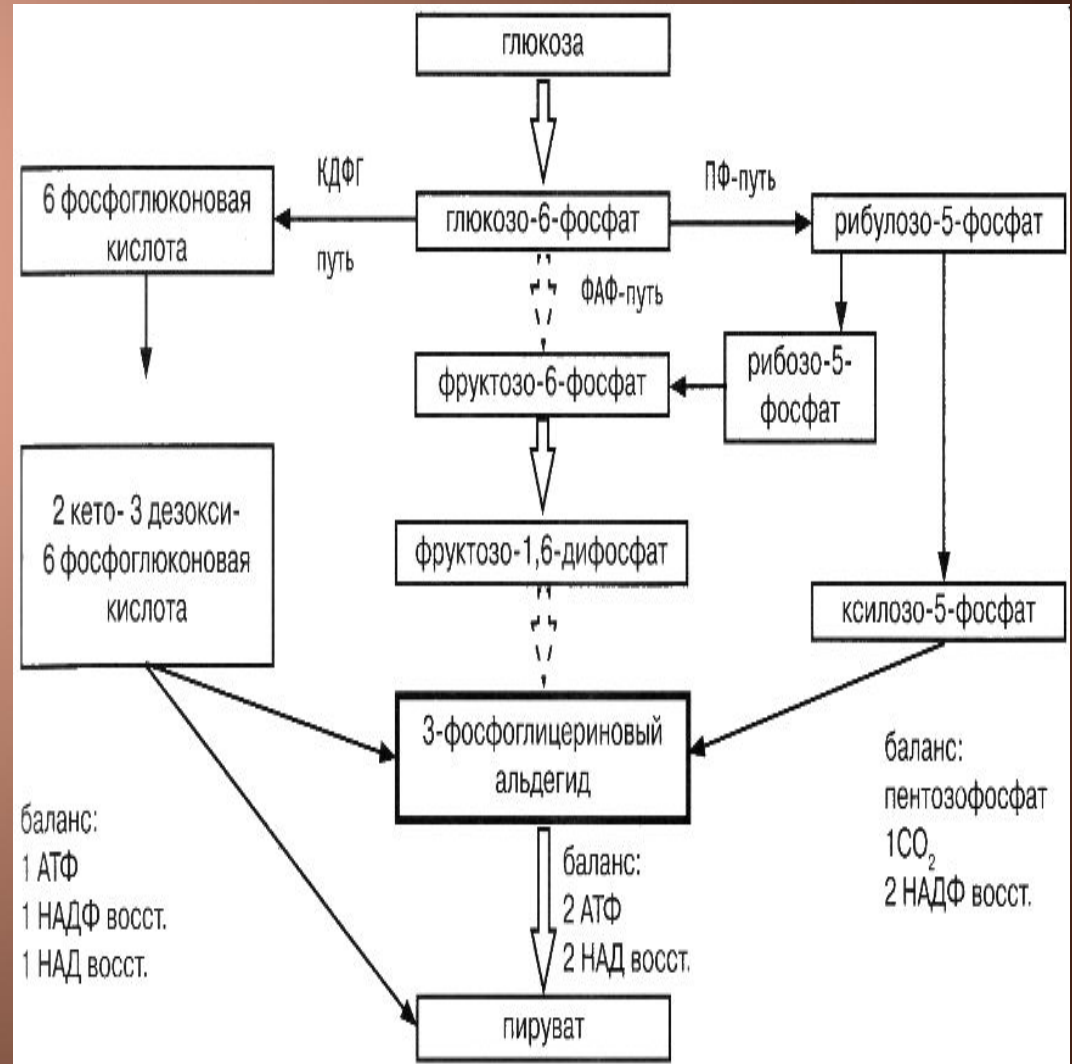 глюкоза
КДФГ
путь
ПФ-путь
6 фосфоглюконовая
кислота
глюкозо-6-фосфат
рибулозо-5-фосфат
ФАФ-путь
фруктозо-6-фосфат
рибозо-5-
фосфат
2 кето- 3 дезокси-
6 фосфоглюконовая
кислота
фруктозо-1,6-дифосфат
ксилозо-5-фосфат
3-фосфоглицериновый
альдегид
баланс:
1 АТФ
1 НАДФ восст.
1 НАД восст.
баланс:
2 АТФ
2 НАД восст.
баланс:
пентозофосфат
1CO₂
2 НАДФ восст.
пируват